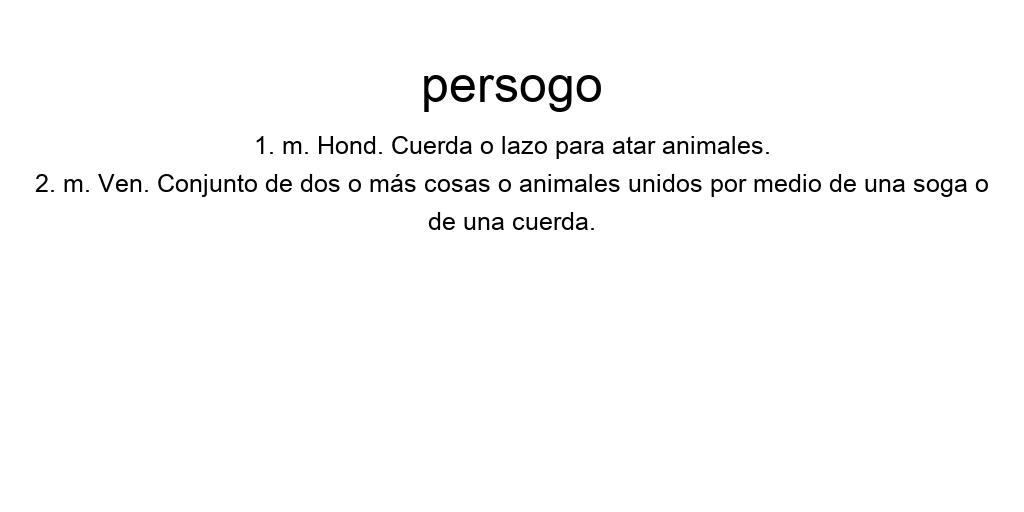 persogo
1. m. Hond. Cuerda o lazo para atar animales.
2. m. Ven. Conjunto de dos o más cosas o animales unidos por medio de una soga o
de una cuerda.